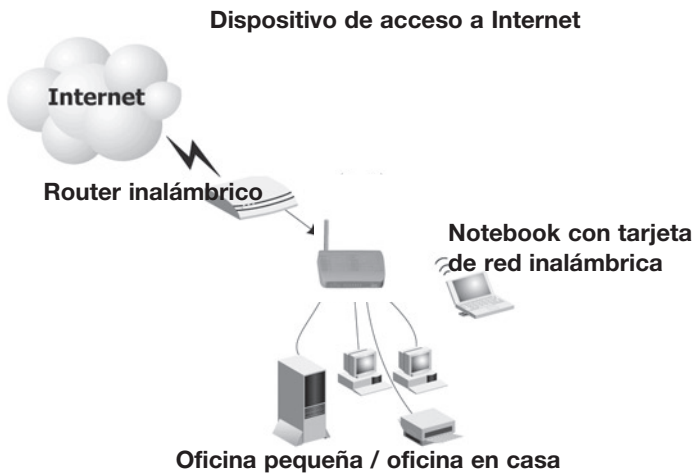 Dispositivo de acceso a Internet
Internet
Router inalámbrico
Notebook con tarjeta
de red inalámbrica
Oficina pequeña / oficina en casa